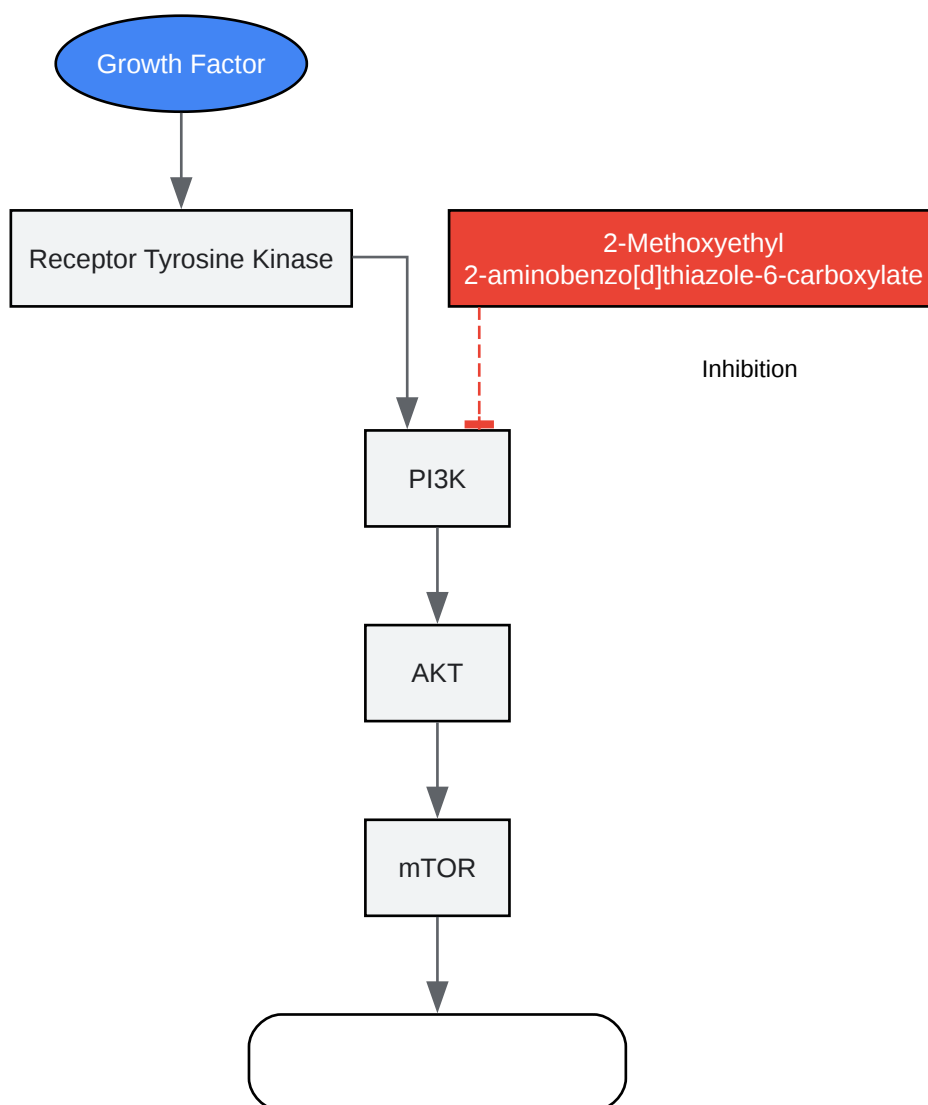 Growth Factor
Receptor Tyrosine Kinase
2-Methoxyethyl
2-aminobenzo[d]thiazole-6-carboxylate
Inhibition
PI3K
AKT
mTOR